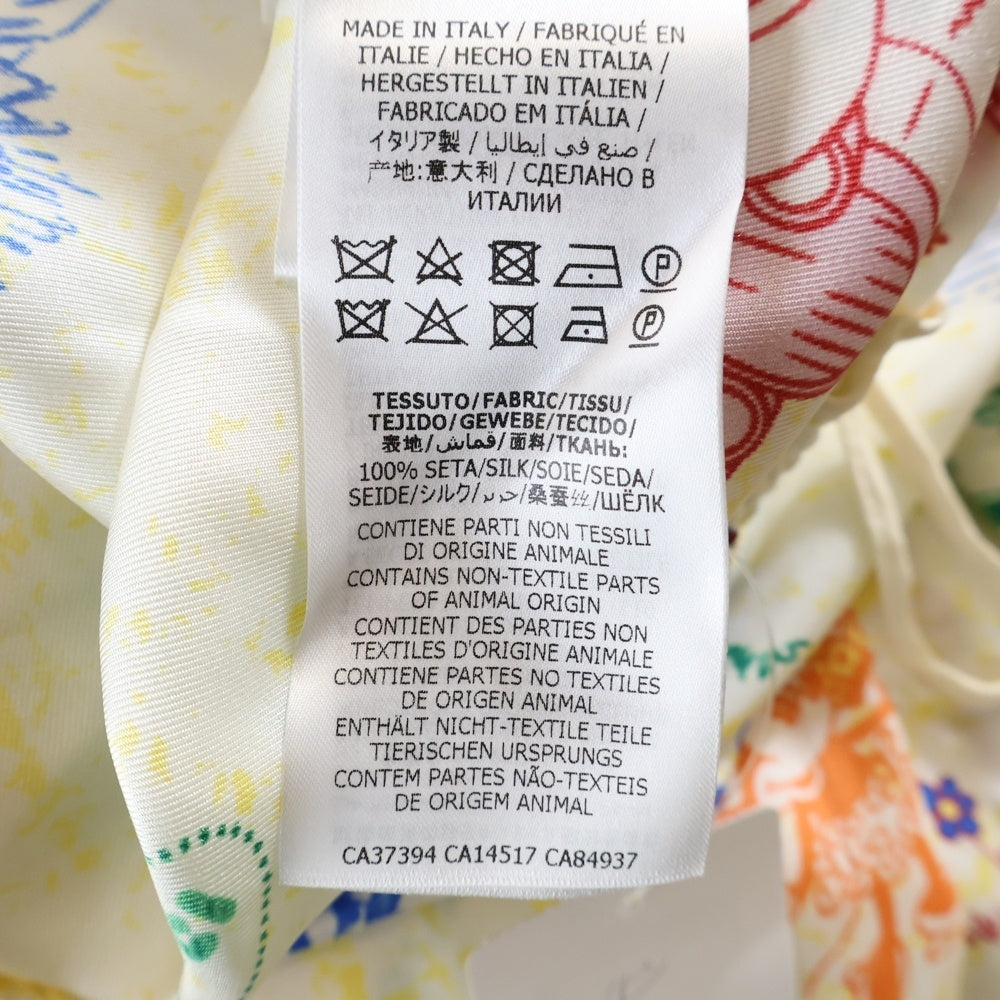 MADE IN ITALY / FABRIQUÉ EN
ITALIE / HECHO EN ITALIA /
HERGESTELLT IN ITALIEN /
FABRICADO EM ITÁLIA /
イタリア製 / صنع في إيطاليا /
产地:意大利 / СДЕЛАНО В
ИТАЛИИ
P
P
TESSUTO/FABRIC/TISSU/
TEJIDO/GEWEBE/TECIDO/
表地/قماش/面料/ТКАНЬ:
100% SETA/SILK/SOIE/SEDA/
SEIDE/シルク/حرير/桑蚕丝/ШЁЛК
CONTIENE PARTI NON TESSILI
DI ORIGINE ANIMALE
CONTAINS NON-TEXTILE PARTS
OF ANIMAL ORIGIN
CONTIENT DES PARTIES NON
TEXTILES D'ORIGINE ANIMALE
CONTIENE PARTES NO TEXTILES
DE ORIGEN ANIMAL
ENTHÄLT NICHT-TEXTILE TEILE
TIERISCHEN URSPRUNGS
CONTEM PARTES NÃO-TEXTEIS
DE ORIGEM ANIMAL
CA37394 CA14517 CA84937